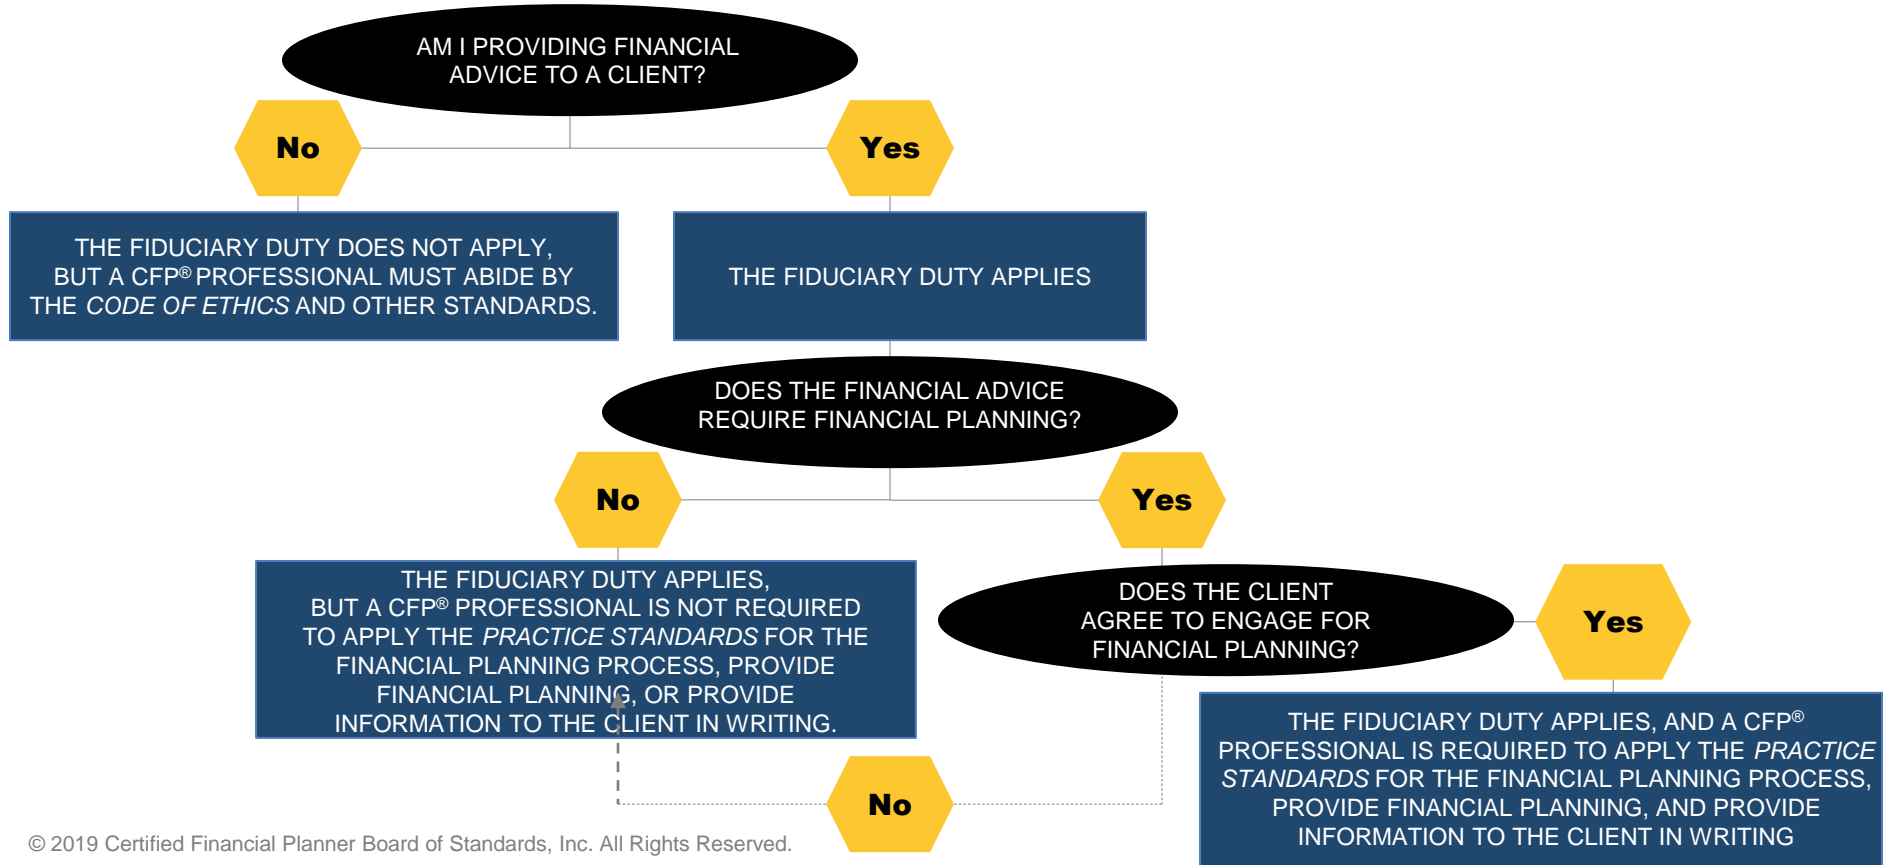 AM I PROVIDING FINANCIAL
ADVICE TO A CLIENT?
No
Yes
THE FIDUCIARY DUTY DOES NOT APPLY,
BUT A CFP® PROFESSIONAL MUST ABIDE BY
THE CODE OF ETHICS AND OTHER STANDARDS.
THE FIDUCIARY DUTY APPLIES
DOES THE FINANCIAL ADVICE
REQUIRE FINANCIAL PLANNING?
No
Yes
THE FIDUCIARY DUTY APPLIES,
BUT A CFP® PROFESSIONAL IS NOT REQUIRED
TO APPLY THE PRACTICE STANDARDS FOR THE
FINANCIAL PLANNING PROCESS, PROVIDE
FINANCIAL PLANNING, OR PROVIDE
INFORMATION TO THE CLIENT IN WRITING.
DOES THE CLIENT
AGREE TO ENGAGE FOR
FINANCIAL PLANNING?
Yes
No
THE FIDUCIARY DUTY APPLIES, AND A CFP®
PROFESSIONAL IS REQUIRED TO APPLY THE PRACTICE
STANDARDS FOR THE FINANCIAL PLANNING PROCESS,
PROVIDE FINANCIAL PLANNING, AND PROVIDE
INFORMATION TO THE CLIENT IN WRITING
© 2019 Certified Financial Planner Board of Standards, Inc. All Rights Reserved.